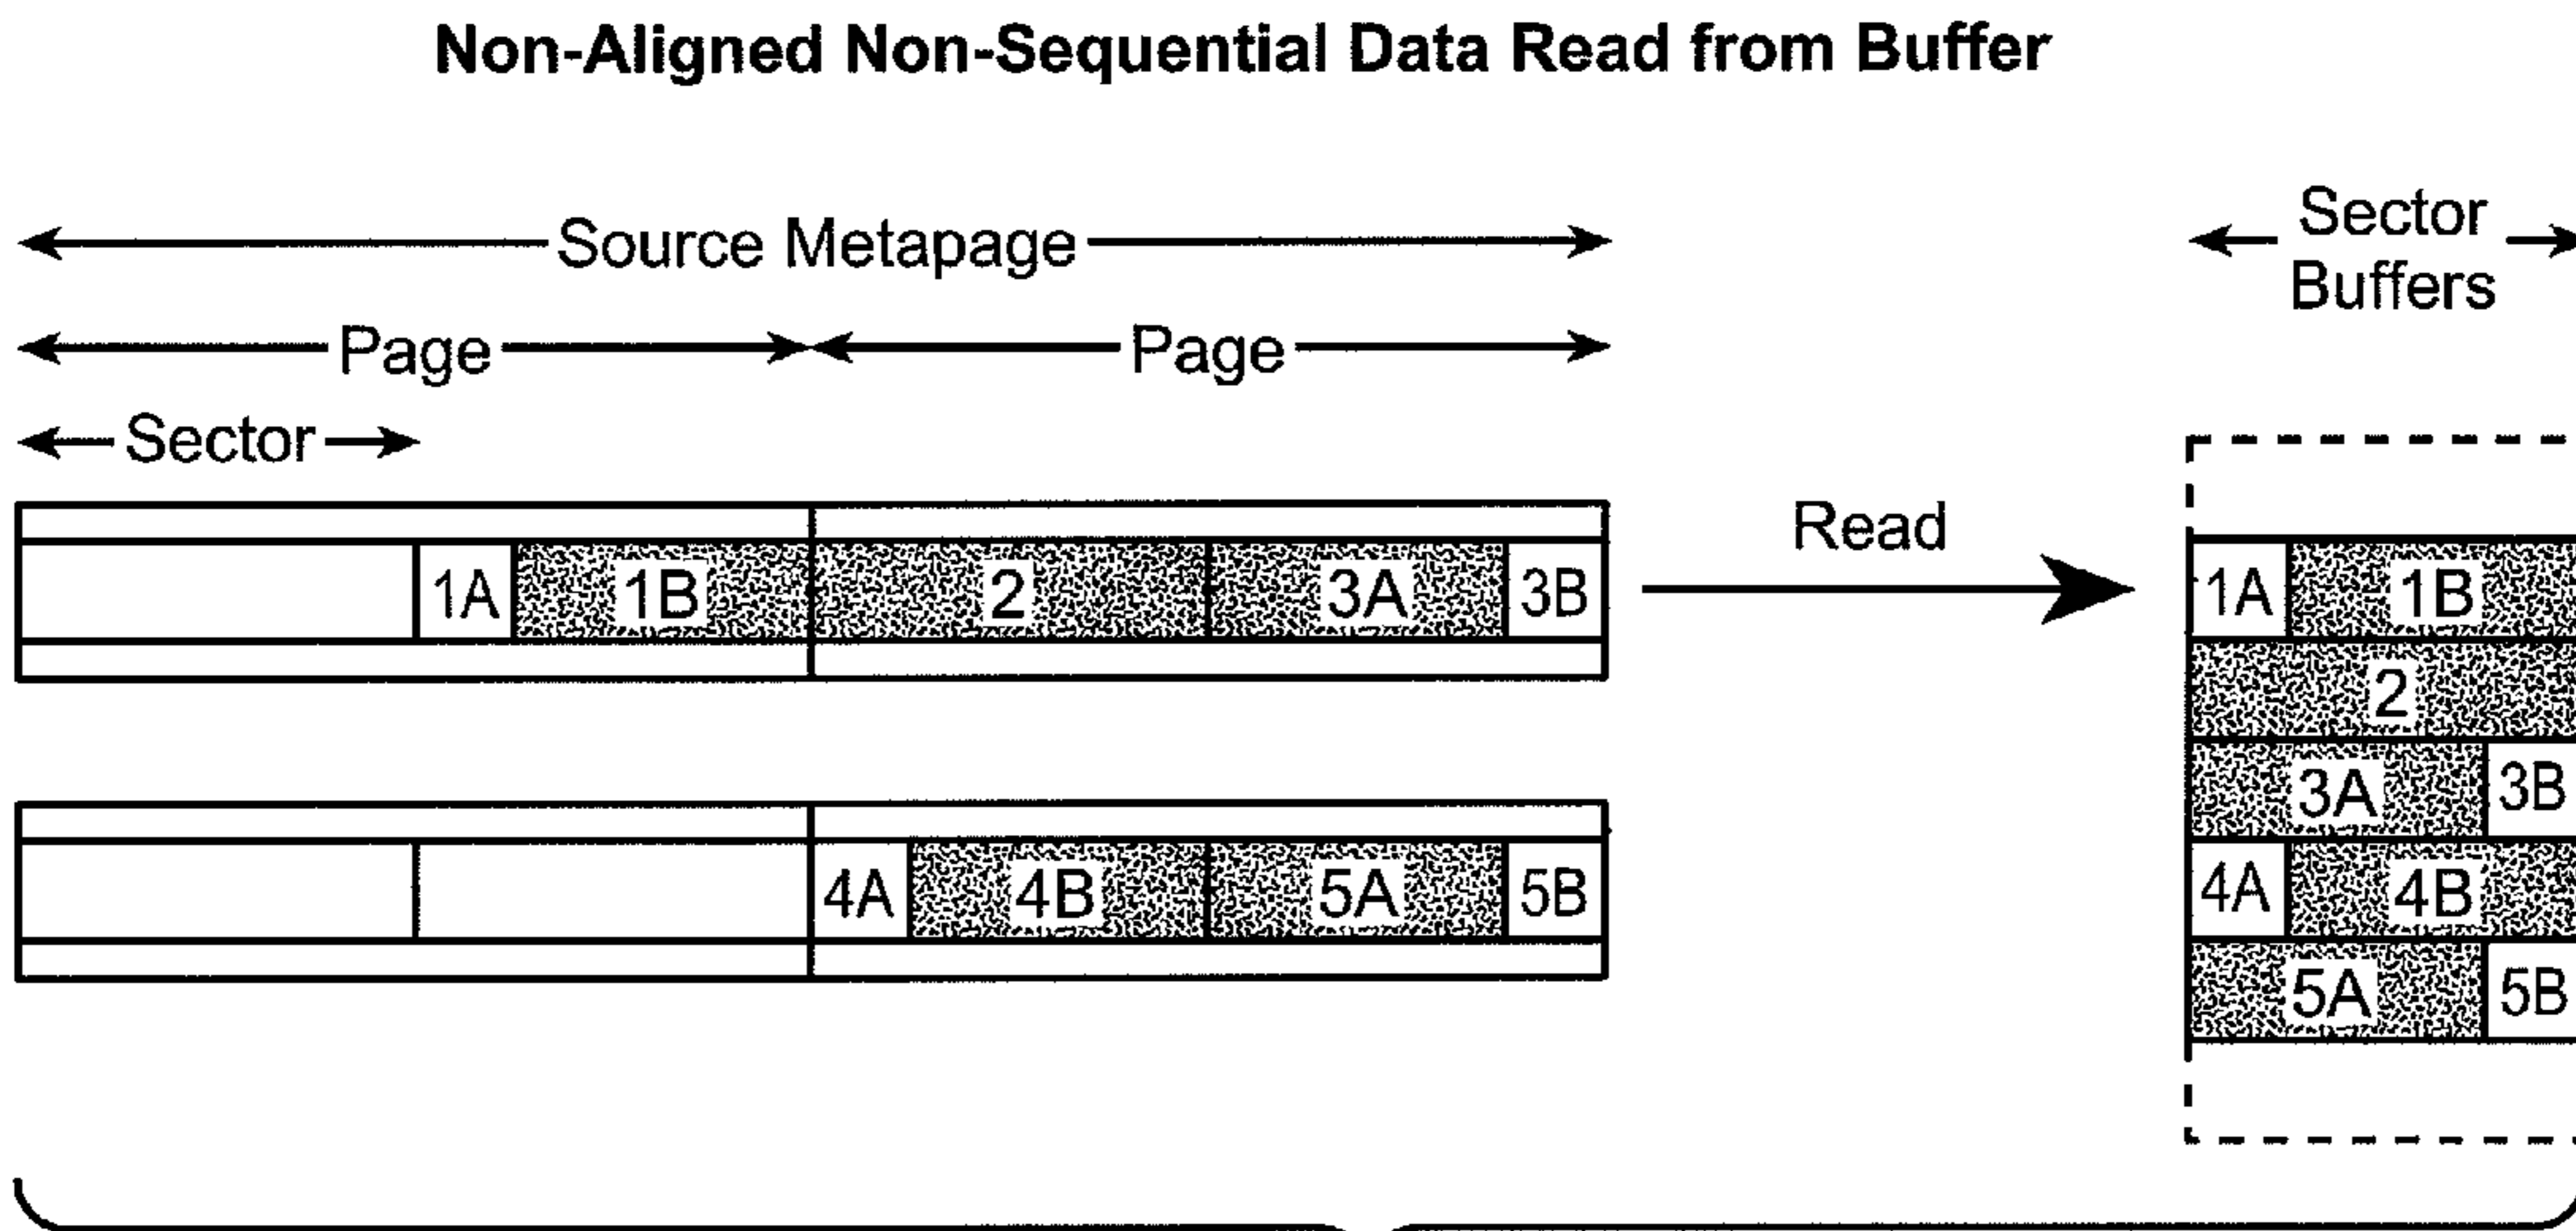 Non-Aligned Non-Sequential Data Read from Buffer
Source Metapage
Sector
Buffers
Page Page
Sector
Read
1A 1B 2 3A 3B
1A 1B
2
3A 3B
4A 4B 5A 5B
4A 4B
5A 5B